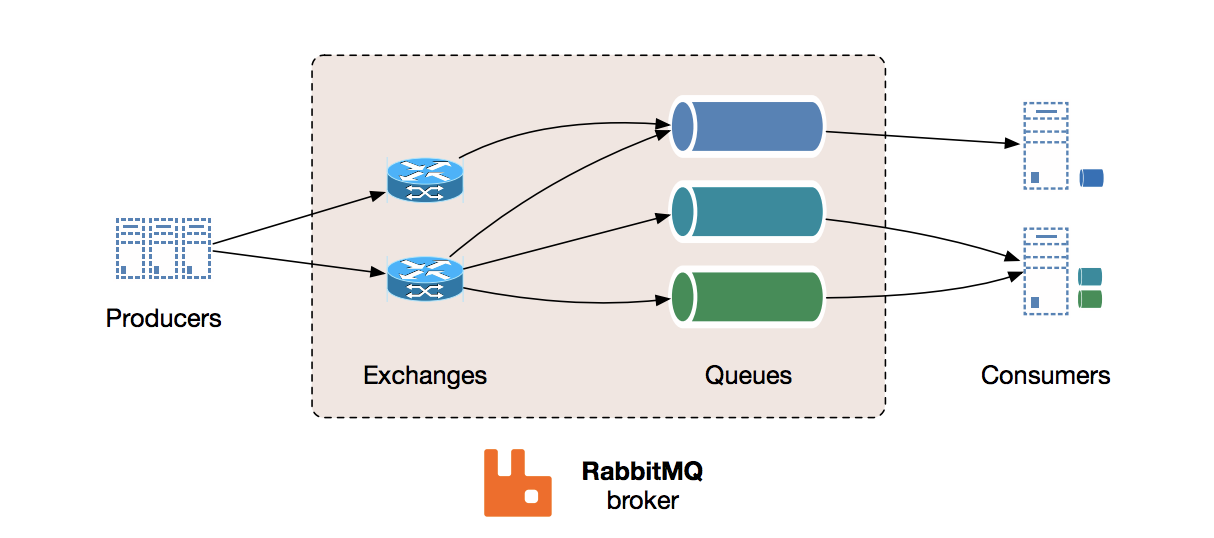 Producers
Exchanges
Queues
Consumers
RabbitMQ
broker